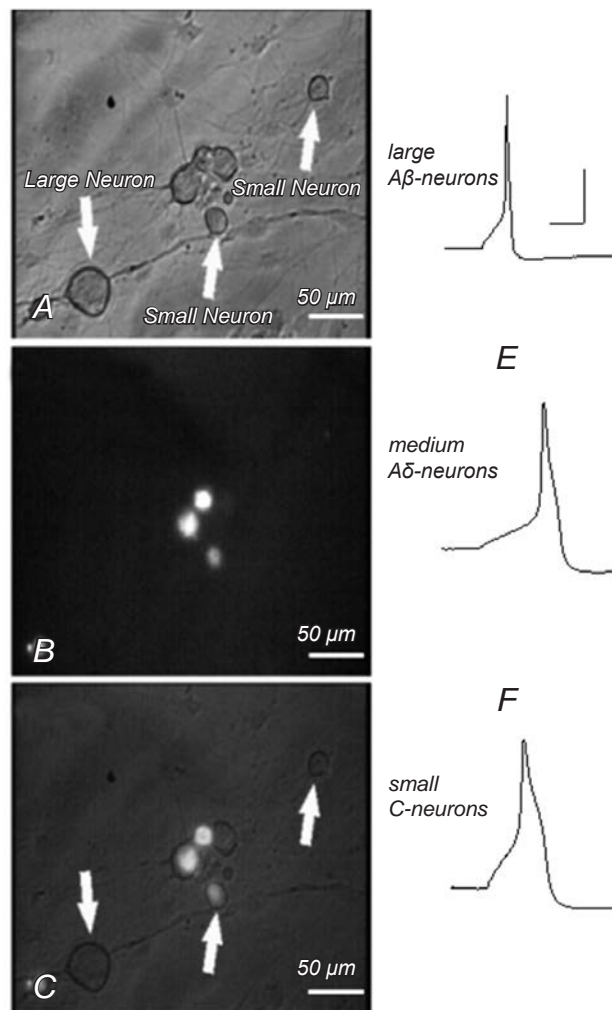 Large Neuron
Small Neuron
A
Small Neuron
50 µm
B
50 µm
C
50 µm
large
Aβ-neurons
E
medium
Aδ-neurons
F
small
C-neurons